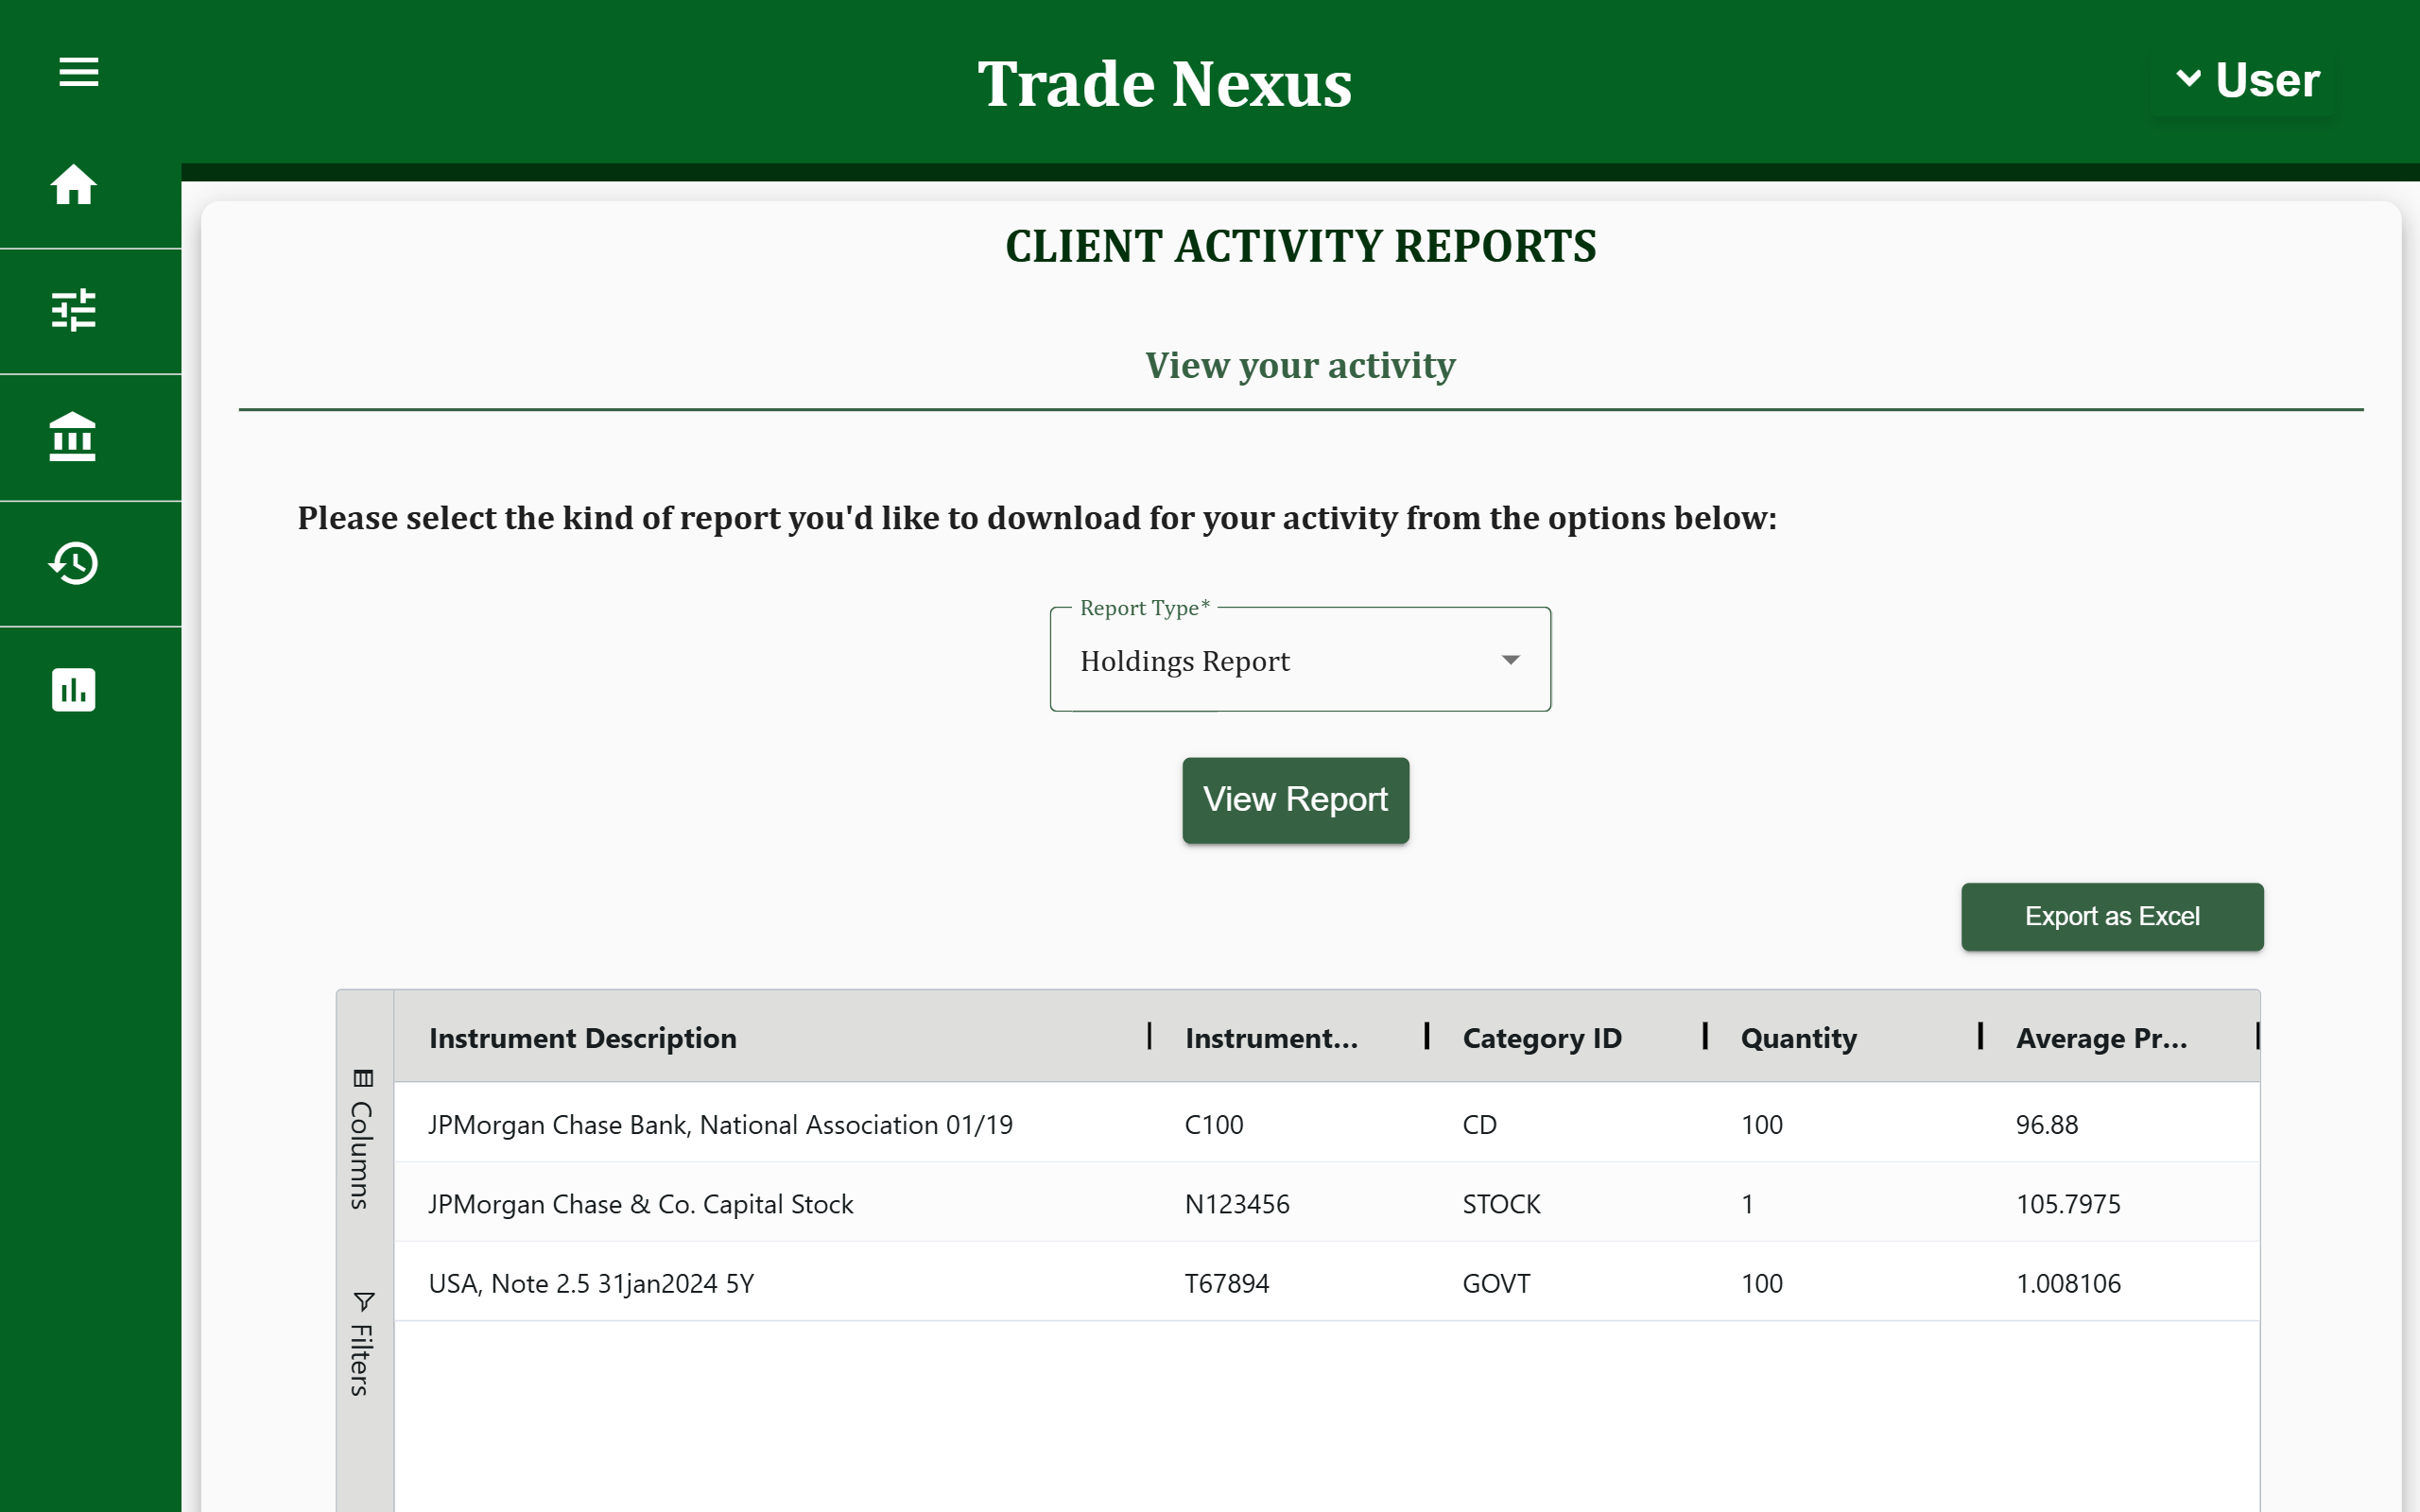 Trade Nexus
User
CLIENT ACTIVITY REPORTS
View your activity
Please select the kind of report you'd like to download for your activity from the options below:
Report Type*
Holdings Report
View Report
Export as Excel
Columns
Filters
Instrument Description Instrument... Category ID Quantity Average Pr...
JPMorgan Chase Bank, National Association 01/19 C100 CD 100 96.88
JPMorgan Chase & Co. Capital Stock N123456 STOCK 1 105.7975
USA, Note 2.5 31jan2024 5Y T67894 GOVT 100 1.008106